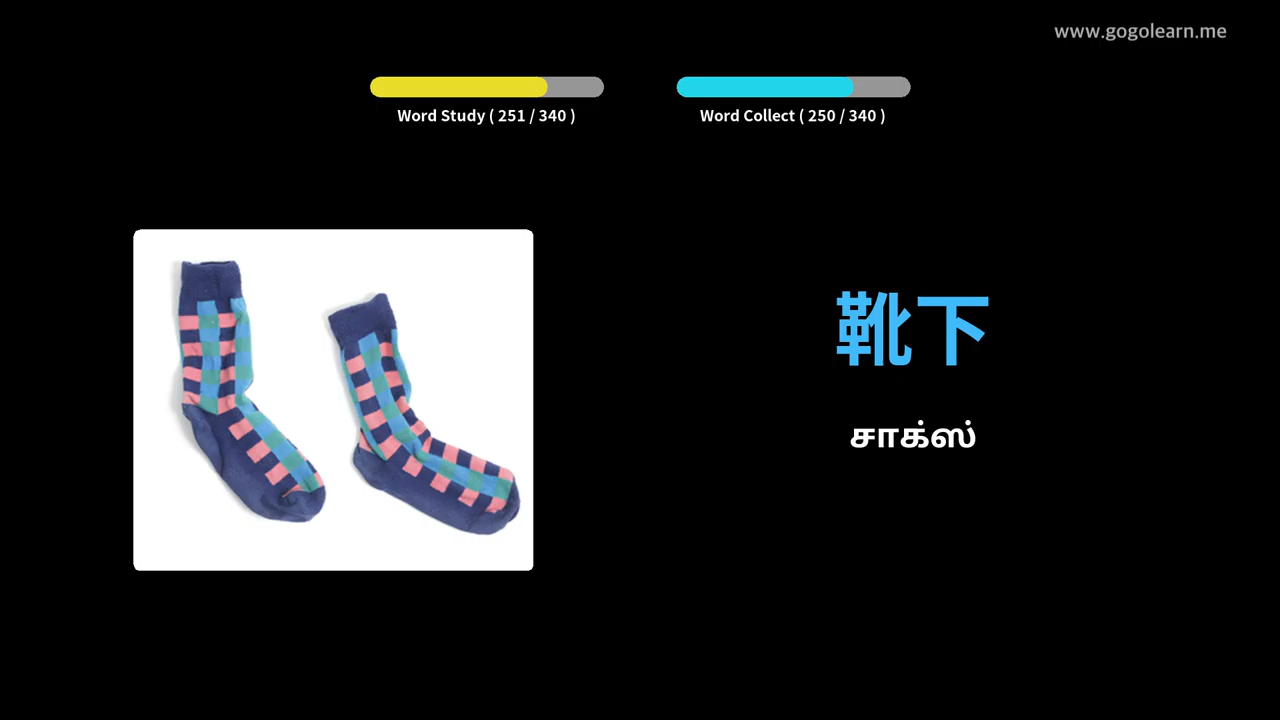 www.gogolearn.me
Word Study ( 251 / 340 )
Word Collect ( 250 / 340 )
靴下
சாக்ஸ்